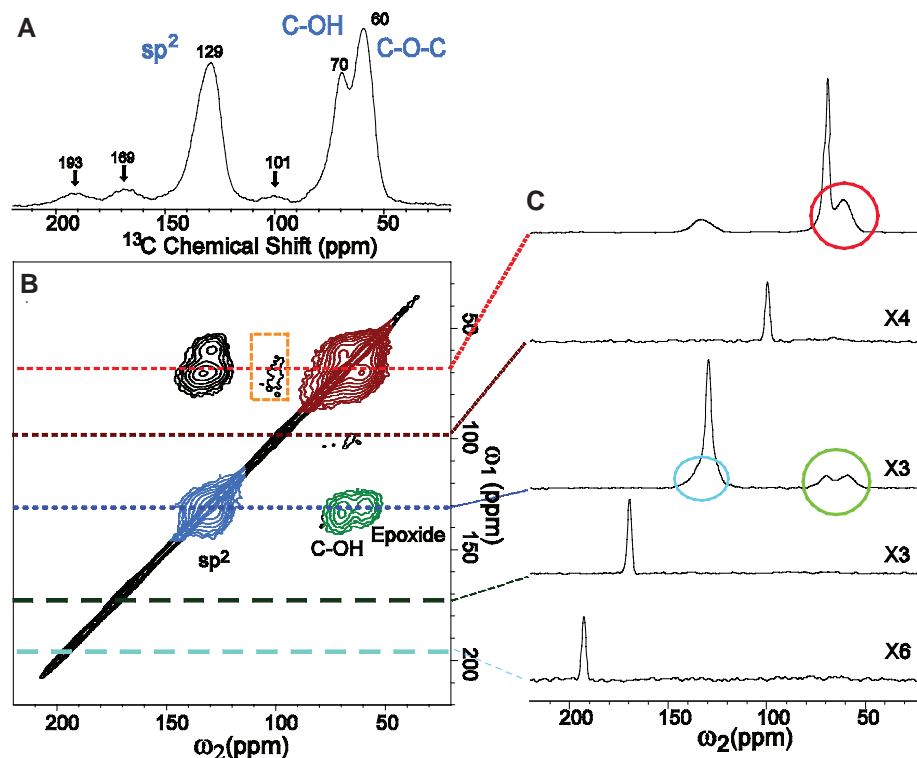 A
sp²
129
C-OH
60
70
C-O-C
193
169
101
200
150
100
50
¹³C Chemical Shift (ppm)
B
50
100
150
200
ω₁ (ppm)
sp²
C-OH
Epoxide
200
150
100
50
ω₂(ppm)
C
X4
X3
X3
X6
200
150
100
50
ω₂(ppm)